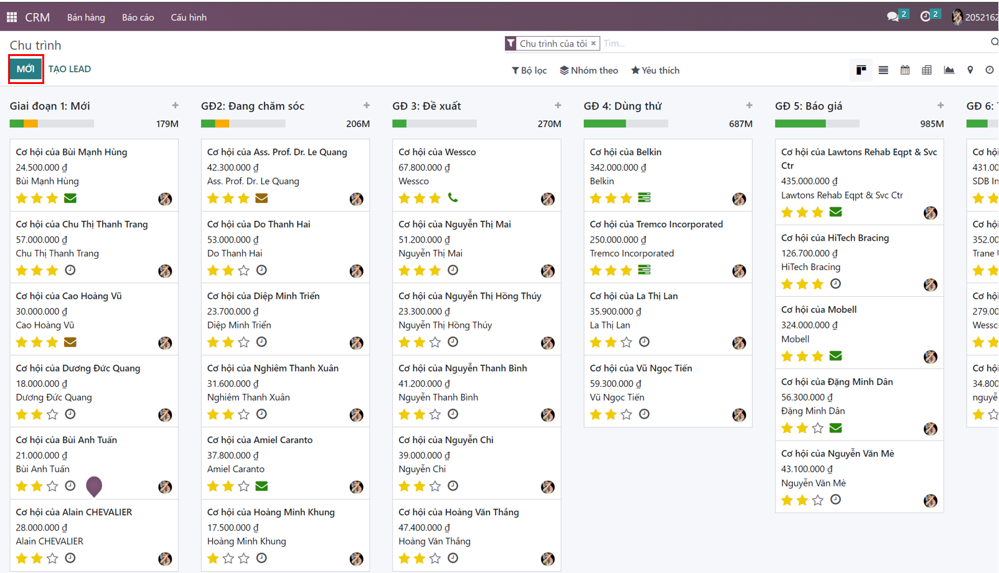 CRM Bán hàng Báo cáo Cấu hình 2 2 2052162
Chu trình
Chu trình của tôi × Tìm...
MỚI TẠO LEAD
Bộ lọc Nhóm theo Yêu thích
Giai đoạn 1: Mới +
179M
Cơ hội của Bùi Mạnh Hùng
24.500.000 ₫
Bùi Mạnh Hùng
Cơ hội của Chu Thị Thanh Trang
57.000.000 ₫
Chu Thị Thanh Trang
Cơ hội của Cao Hoàng Vũ
30.000.000 ₫
Cao Hoàng Vũ
Cơ hội của Dương Đức Quang
18.000.000 ₫
Dương Đức Quang
Cơ hội của Bùi Anh Tuấn
21.000.000 ₫
Bùi Anh Tuấn
Cơ hội của Alain CHEVALIER
28.000.000 ₫
Alain CHEVALIER
GĐ2: Đang chăm sóc +
206M
Cơ hội của Ass. Prof. Dr. Le Quang
42.300.000 ₫
Ass. Prof. Dr. Le Quang
Cơ hội của Do Thanh Hai
53.000.000 ₫
Do Thanh Hai
Cơ hội của Diệp Minh Triển
23.700.000 ₫
Diệp Minh Triển
Cơ hội của Nghiêm Thanh Xuân
31.600.000 ₫
Nghiêm Thanh Xuân
Cơ hội của Amiel Caranto
37.800.000 ₫
Amiel Caranto
Cơ hội của Hoàng Minh Khung
17.500.000 ₫
Hoàng Minh Khung
GĐ 3: Đề xuất +
270M
Cơ hội của Wessco
67.800.000 ₫
Wessco
Cơ hội của Nguyễn Thị Mai
51.200.000 ₫
Nguyễn Thị Mai
Cơ hội của Nguyễn Thị Hồng Thúy
23.300.000 ₫
Nguyễn Thị Hồng Thúy
Cơ hội của Nguyễn Thanh Bình
41.200.000 ₫
Nguyễn Thanh Bình
Cơ hội của Nguyễn Chi
39.000.000 ₫
Nguyễn Chi
Cơ hội của Hoàng Văn Thắng
47.400.000 ₫
Hoàng Văn Thắng
GĐ 4: Dùng thử +
687M
Cơ hội của Belkin
342.000.000 ₫
Belkin
Cơ hội của Tremco Incorporated
250.000.000 ₫
Tremco Incorporated
Cơ hội của La Thị Lan
35.900.000 ₫
La Thị Lan
Cơ hội của Vũ Ngọc Tiến
59.300.000 ₫
Vũ Ngọc Tiến
GĐ 5: Báo giá +
985M
Cơ hội của Lawtons Rehab Eqpt & Svc
Ctr
435.000.000 ₫
Lawtons Rehab Eqpt & Svc Ctr
Cơ hội của HiTech Bracing
126.700.000 ₫
HiTech Bracing
Cơ hội của Mobell
324.000.000 ₫
Mobell
Cơ hội của Đặng Minh Dân
56.300.000 ₫
Đặng Minh Dân
Cơ hội của Nguyễn Văn Mè
43.100.000 ₫
Nguyễn Văn Mè
GĐ 6:
Cơ hội
431.00
SDB In
Cơ hội
352.00
Trane
Cơ hội
279.00
Wessc
Cơ hội
34.800
nguyễ